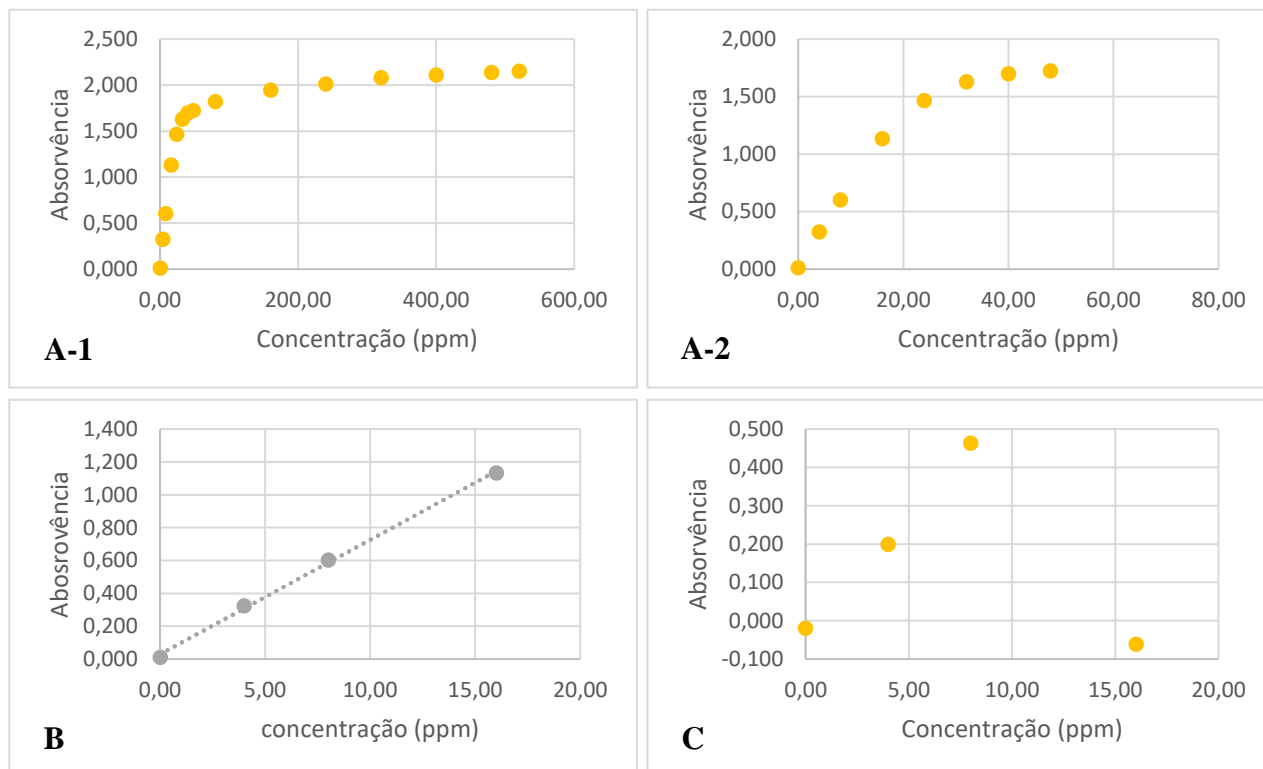 2,500
2,000
1,500
1,000
0,500
0,000
Absorvência
0,00 200,00 400,00 600,00
Concentração (ppm)
A-1
2,000
1,500
1,000
0,500
0,000
Absorvência
0,00 20,00 40,00 60,00 80,00
Concentração (ppm)
A-2
1,400
1,200
1,000
0,800
0,600
0,400
0,200
0,000
Abosrovência
0,00 5,00 10,00 15,00 20,00
concentração (ppm)
B
0,500
0,400
0,300
0,200
0,100
0,000
-0,100
Absorvência
0,00 5,00 10,00 15,00 20,00
Concentração (ppm)
C